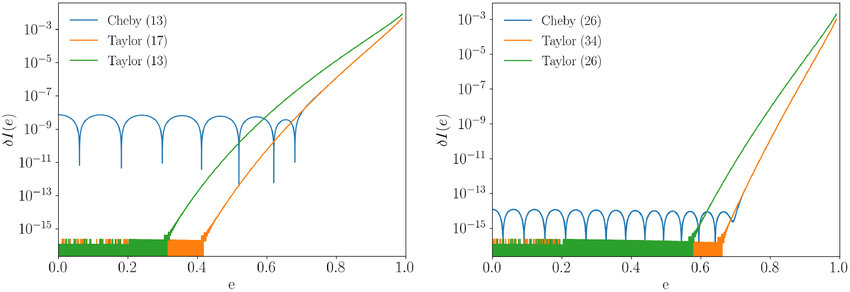 10⁻³
10⁻⁵
10⁻⁷
10⁻⁹
10⁻¹¹
10⁻¹³
10⁻¹⁵
δI(e)
Cheby (13)
Taylor (17)
Taylor (13)
0.0 0.2 0.4 0.6 0.8 1.0
e
10⁻³
10⁻⁵
10⁻⁷
10⁻⁹
10⁻¹¹
10⁻¹³
10⁻¹⁵
δI(e)
Cheby (26)
Taylor (34)
Taylor (26)
0.0 0.2 0.4 0.6 0.8 1.0
e